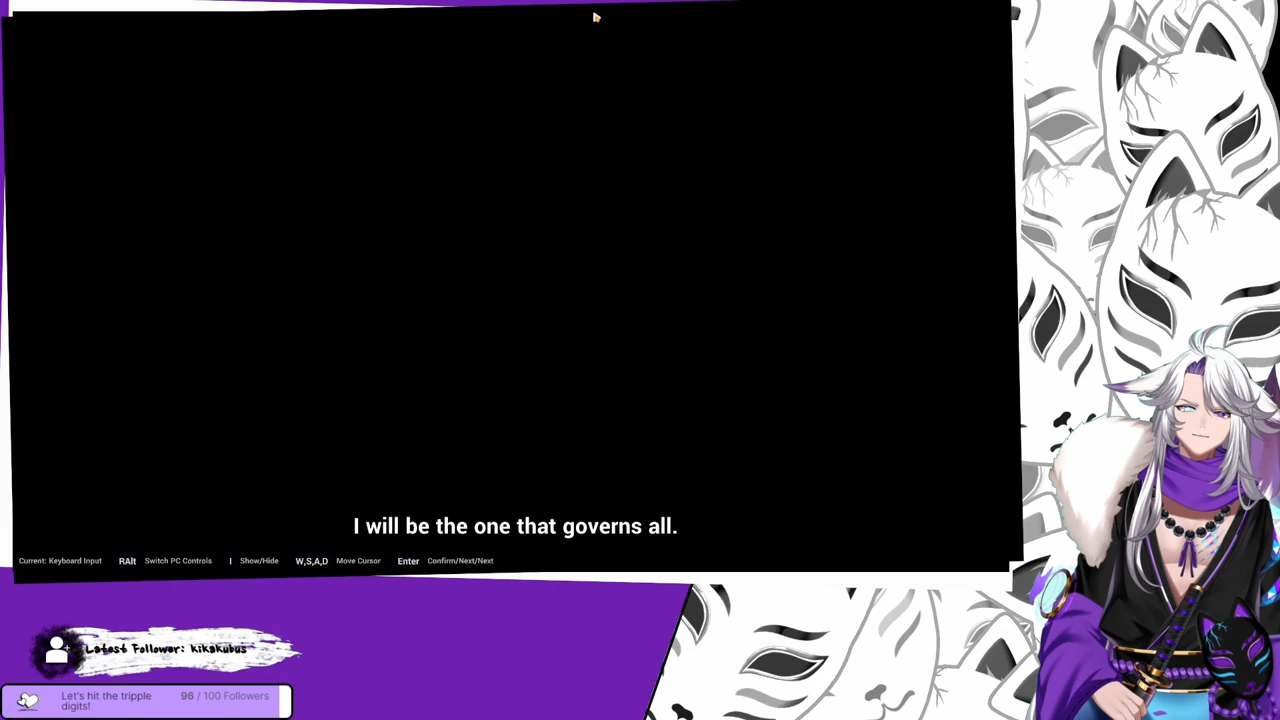 I will be the one that governs all.
Current: Keyboard Input RAlt Switch PC Controls I Show/Hide W,S,A,D Move Cursor Enter Confirm/Next/Next
Latest Follower: kikakubus
Let's hit the tripple 96 / 100 Followers
digits!